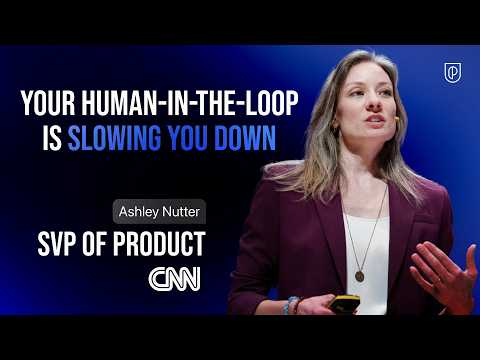 YOUR HUMAN-IN-THE-LOOP
IS SLOWING YOU DOWN
Ashley Nutter
SVP OF PRODUCT
CNN